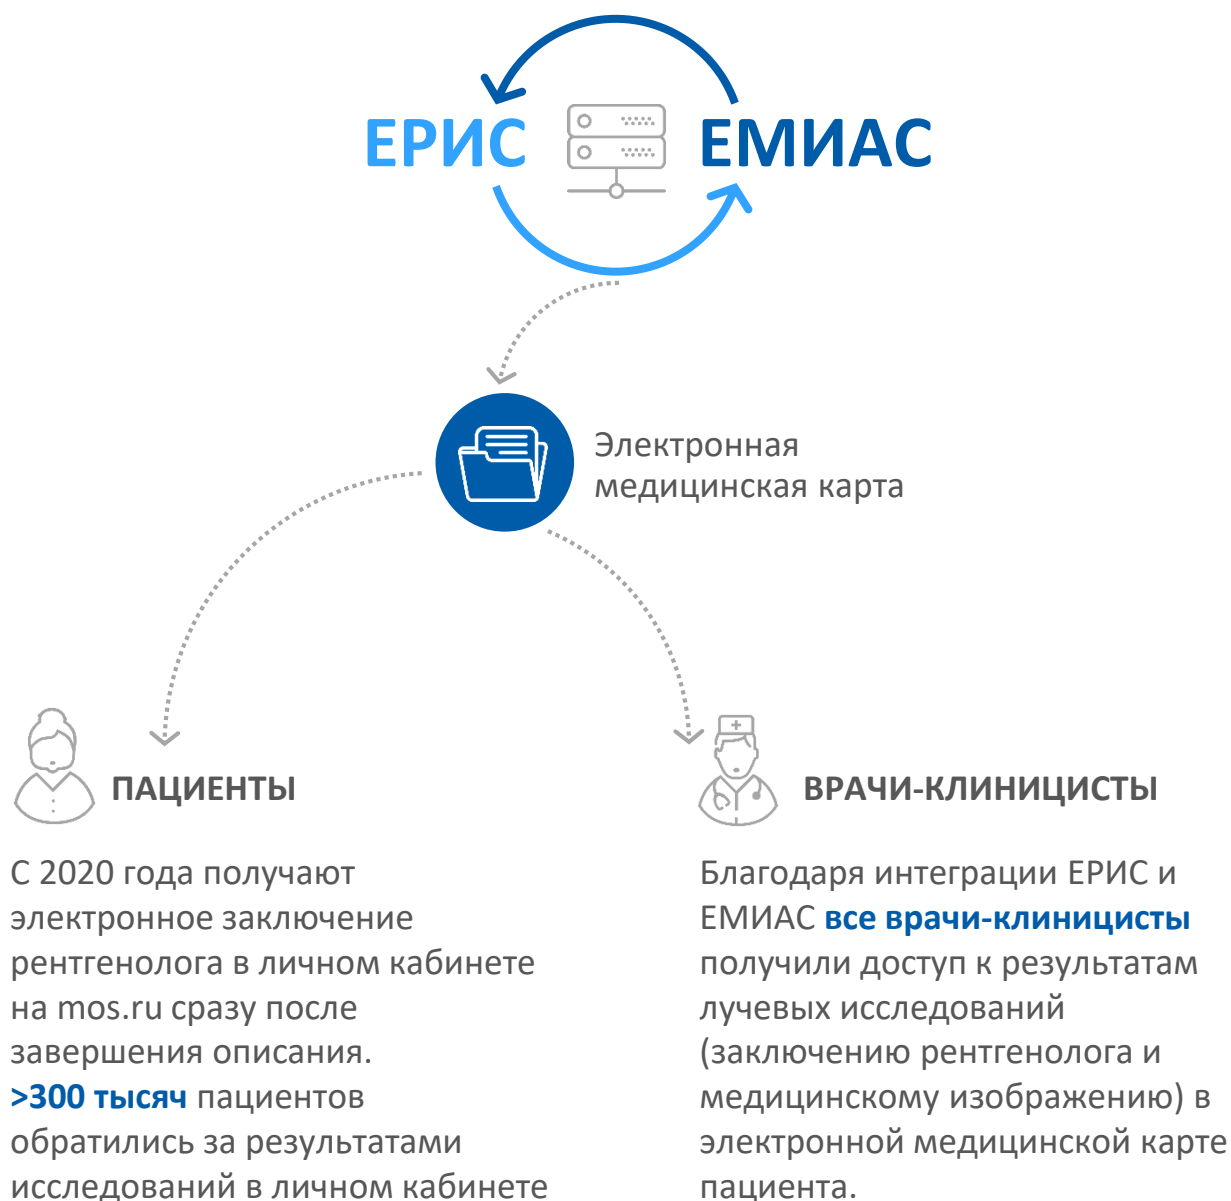 ЕРИС
ЕМИАС
Электронная
медицинская карта
ПАЦИЕНТЫ
С 2020 года получают
электронное заключение
рентгенолога в личном кабинете
на mos.ru сразу после
завершения описания.
>300 тысяч пациентов
обратились за результатами
исследований в личном кабинете
ВРАЧИ-КЛИНИЦИСТЫ
Благодаря интеграции ЕРИС и
ЕМИАС все врачи-клиницисты
получили доступ к результатам
лучевых исследований
(заключению рентгенолога и
медицинскому изображению) в
электронной медицинской карте
пациента.